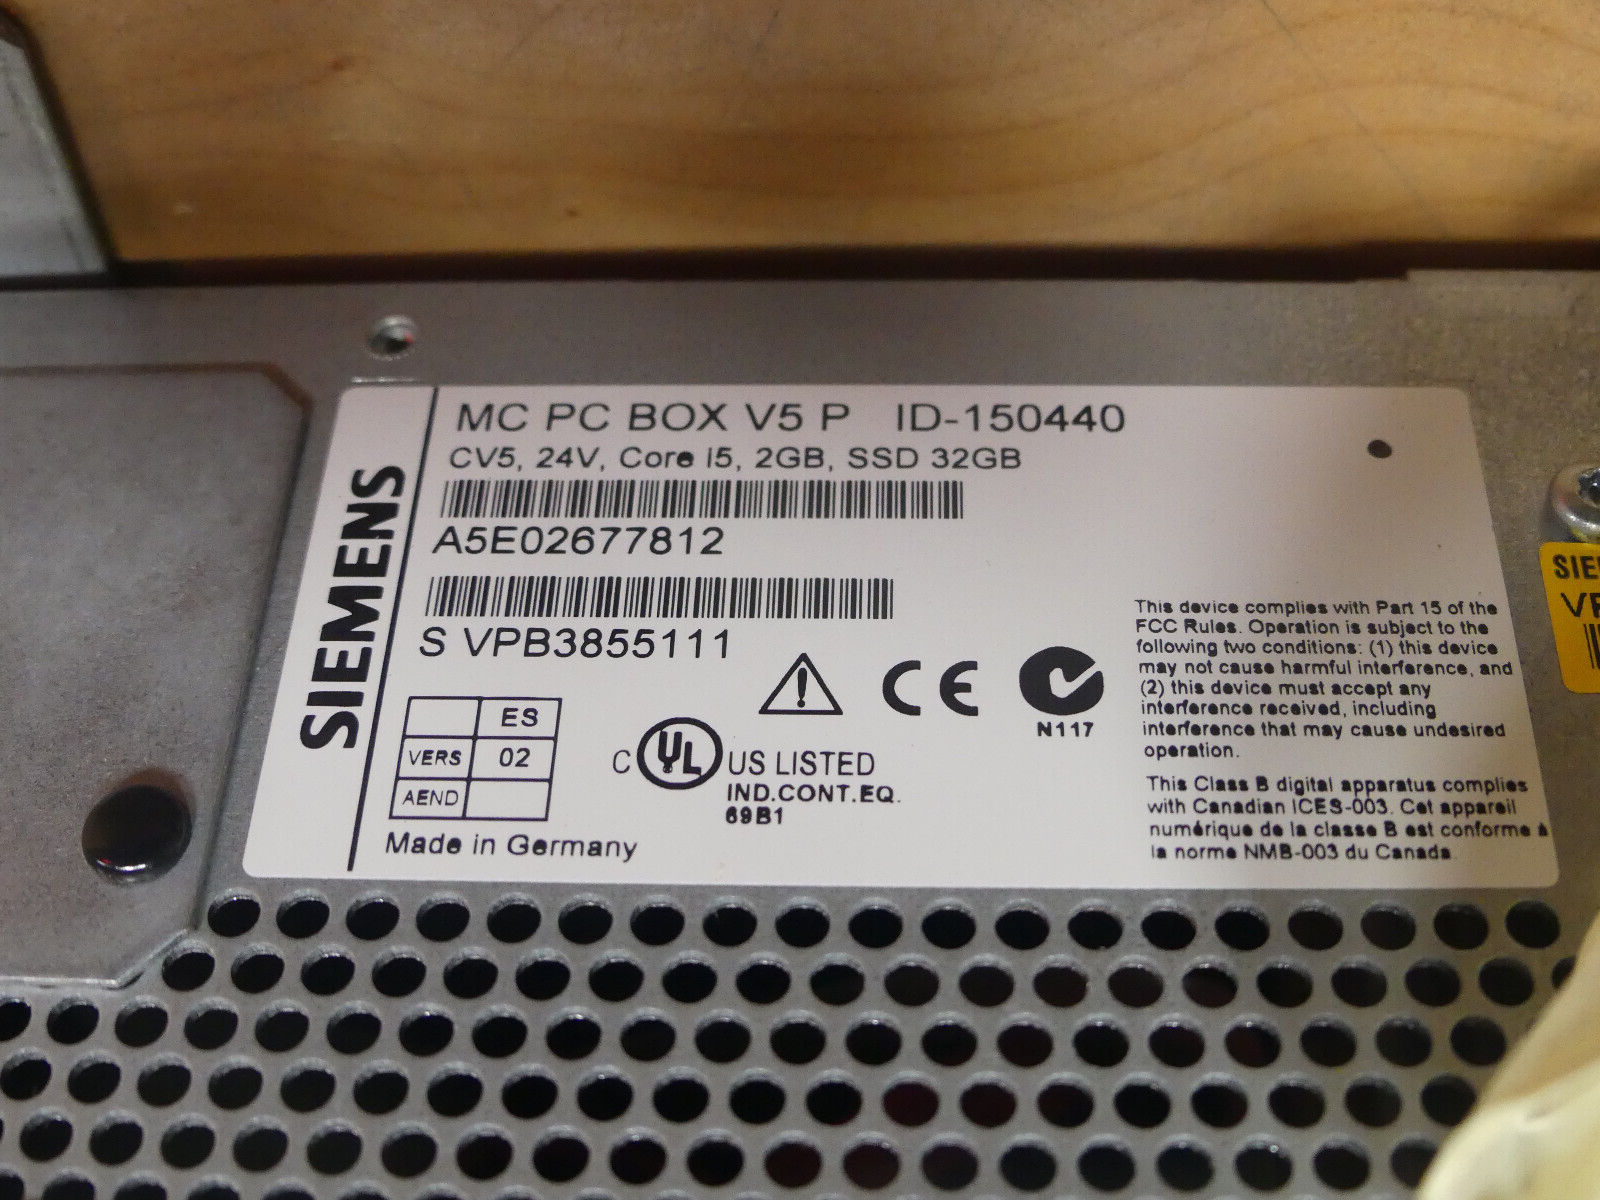 SIEMENS
MC PC BOX V5 P ID-150440
CV5, 24V, Core I5, 2GB, SSD 32GB
A5E02677812
S VPB3855111
ES
VERS 02
AEND
Made in Germany
C UL US LISTED
IND.CONT.EQ.
69B1
CE
N117
This device complies with Part 15 of the
FCC Rules. Operation is subject to the
following two conditions: (1) this device
may not cause harmful interference, and
(2) this device must accept any
interference received, including
interference that may cause undesired
operation.
This Class B digital apparatus complies
with Canadian ICES-003. Cet appareil
numérique de la classe B est conforme à
la norme NMB-003 du Canada